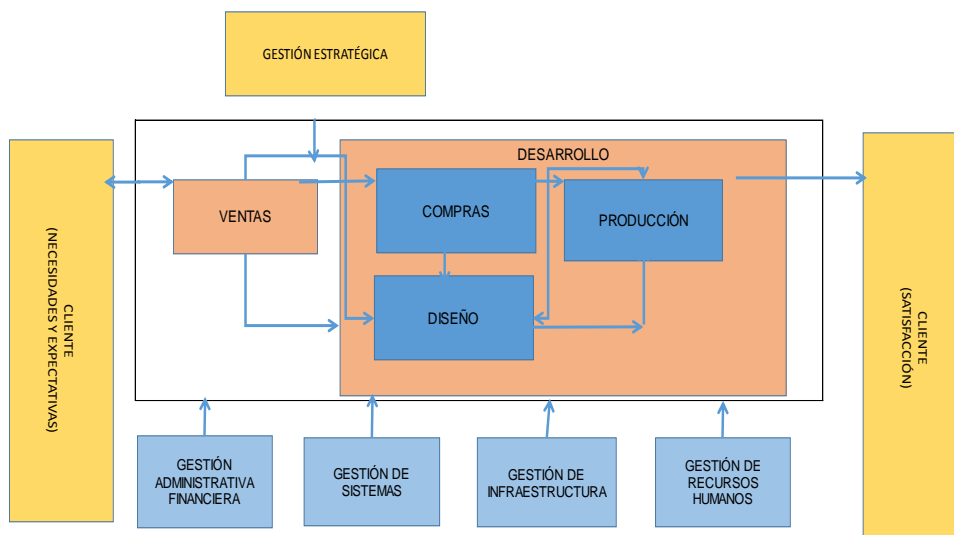 GESTIÓN ESTRATÉGICA
DESARROLLO
VENTAS
COMPRAS
PRODUCCIÓN
DISEÑO
CLIENTE
(NECESIDADES Y EXPECTATIVAS)
CLIENTE
(SATISFACCIÓN)
GESTIÓN
ADMINISTRATIVA
FINANCIERA
GESTIÓN DE
SISTEMAS
GESTIÓN DE
INFRAESTRUCTURA
GESTIÓN DE
RECURSOS
HUMANOS